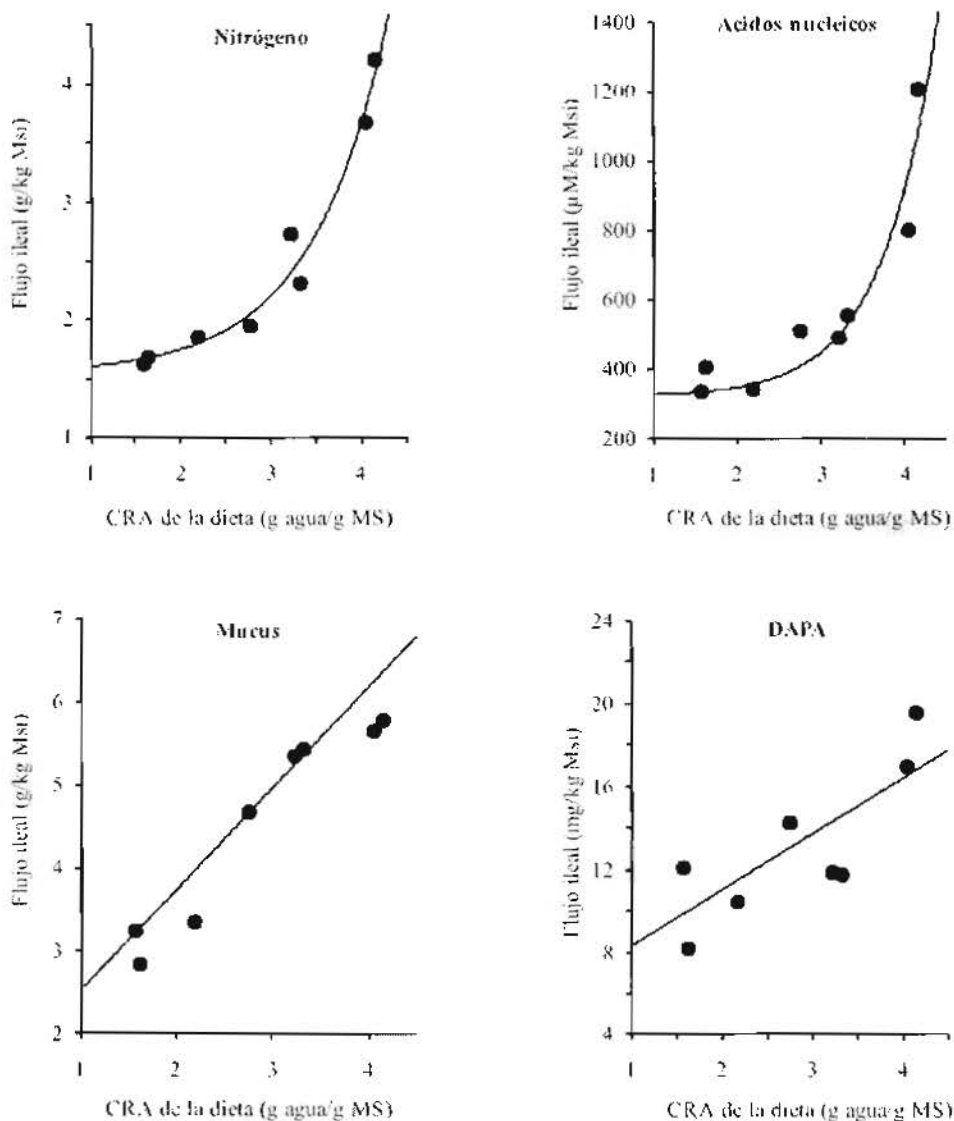 Nitrógeno
Flujo ileal (g/kg Msi)
4
3
2
1
1 2 3 4
CRA de la dieta (g agua/g MS)
Acidos nucleicos
Flujo ileal (µM/kg Msi)
1400
1200
1000
800
600
400
200
1 2 3 4
CRA de la dieta (g agua/g MS)
Mucus
Flujo ileal (g/kg Msi)
7
6
5
4
3
2
1 2 3 4
CRA de la dieta (g agua/g MS)
DAPA
Flujo ileal (mg/kg Msi)
24
20
16
12
8
4
1 2 3 4
CRA de la dieta (g agua/g MS)